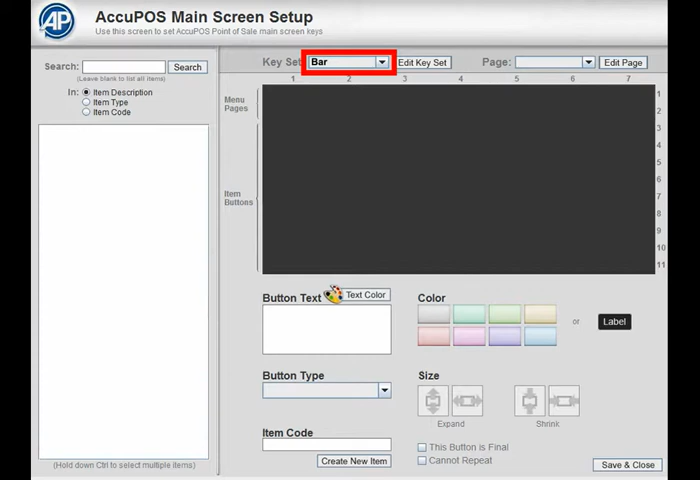 AP
AccuPOS Main Screen Setup
Use this screen to set AccuPOS Point of Sale main screen keys
Search:
Search
(Leave blank to list all items)
In:
Item Description
Item Type
Item Code
(Hold down Ctrl to select multiple items)
Key Set
Bar
Edit Key Set
Page:
Edit Page
1 2 3 4 5 6 7
Menu
Pages
Item
Buttons
1
2
3
4
5
6
7
8
9
10
11
Button Text
Text Color
Button Type
Item Code
Create New Item
Color
or
Label
Size
Expand
Shrink
This Button is Final
Cannot Repeat
Save & Close